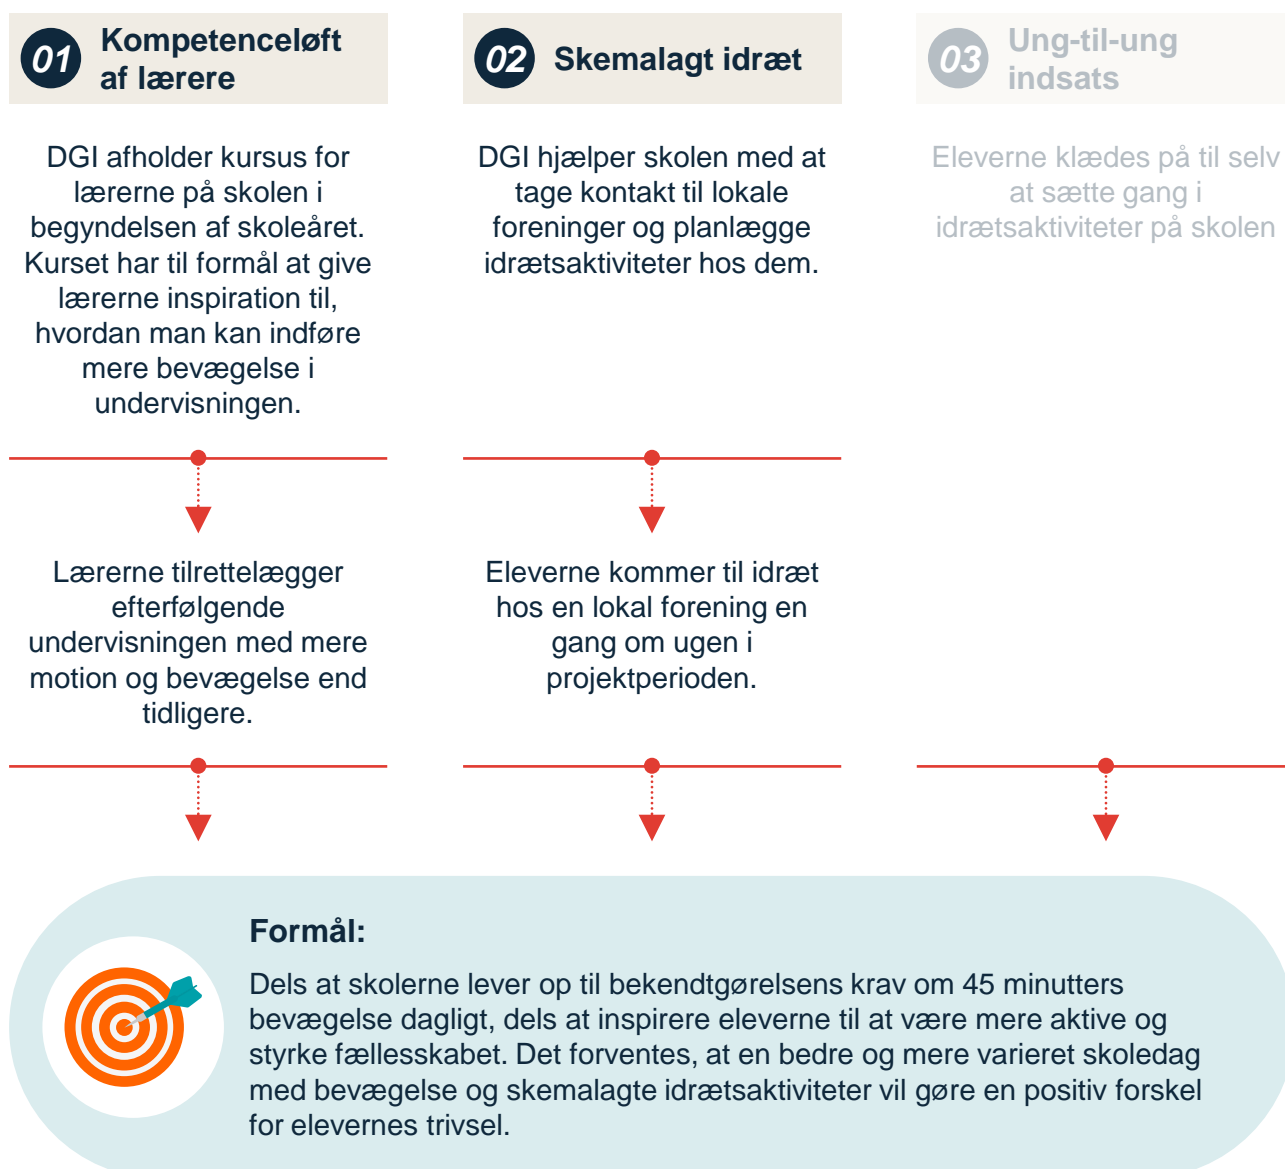 01
Kompetenceløft
af lærere
DGI afholder kursus for
lærerne på skolen i
begyndelsen af skoleåret.
Kurset har til formål at give
lærerne inspiration til,
hvordan man kan indføre
mere bevægelse i
undervisningen.
Lærerne tilrettelægger
efterfølgende
undervisningen med mere
motion og bevægelse end
tidligere.
02
Skemalagt idræt
DGI hjælper skolen med at
tage kontakt til lokale
foreninger og planlægge
idrætsaktiviteter hos dem.
Eleverne kommer til idræt
hos en lokal forening en
gang om ugen i
projektperioden.
03
Ung-til-ung
indsats
Eleverne klædes på til selv
at sætte gang i
idrætsaktiviteter på skolen
Formål:
Dels at skolerne lever op til bekendtgørelsens krav om 45 minutters
bevægelse dagligt, dels at inspirere eleverne til at være mere aktive og
styrke fællesskabet. Det forventes, at en bedre og mere varieret skoledag
med bevægelse og skemalagte idrætsaktiviteter vil gøre en positiv forskel
for elevernes trivsel.